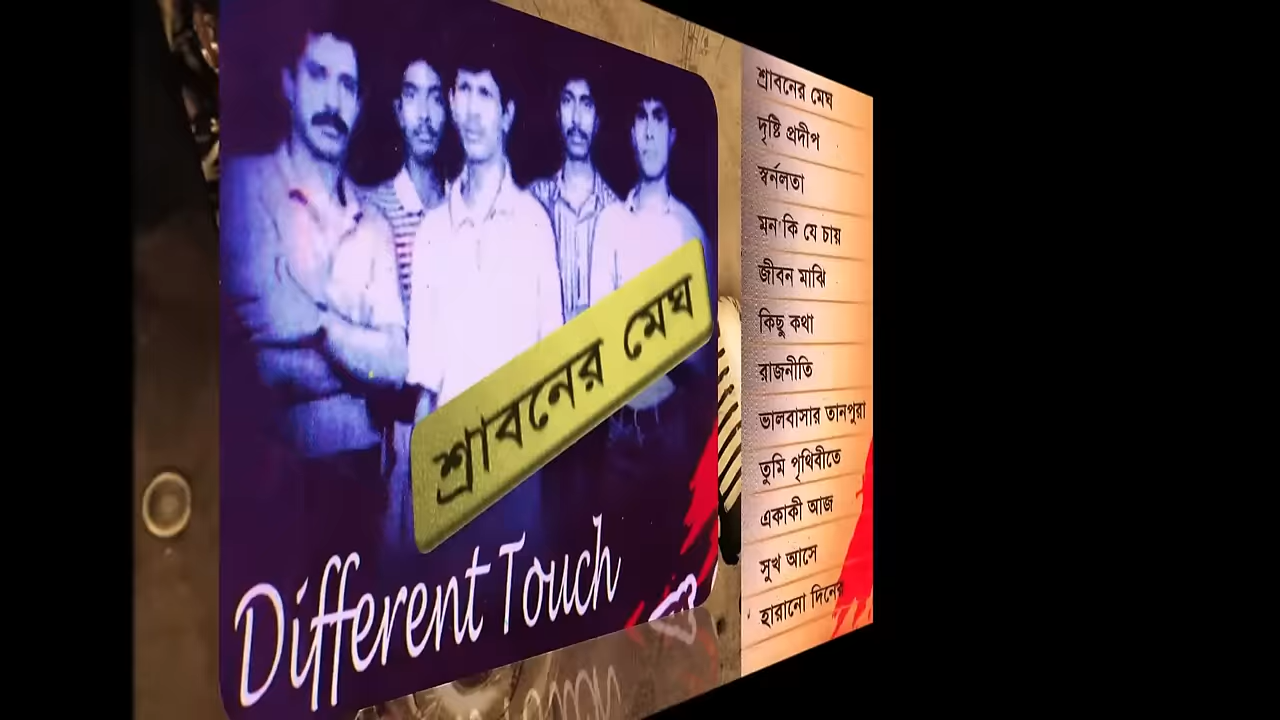 শ্রাবনের মেঘ
Different Touch
শ্রাবনের মেঘ
দৃষ্টি প্রদীপ
স্বর্নলতা
মন কি যে চায়
জীবন মাঝি
কিছু কথা
রাজনীতি
ভালবাসার তানপুরা
তুমি পৃথিবীতে
একাকী আজ
সুখ আসে
হারানো দিনের